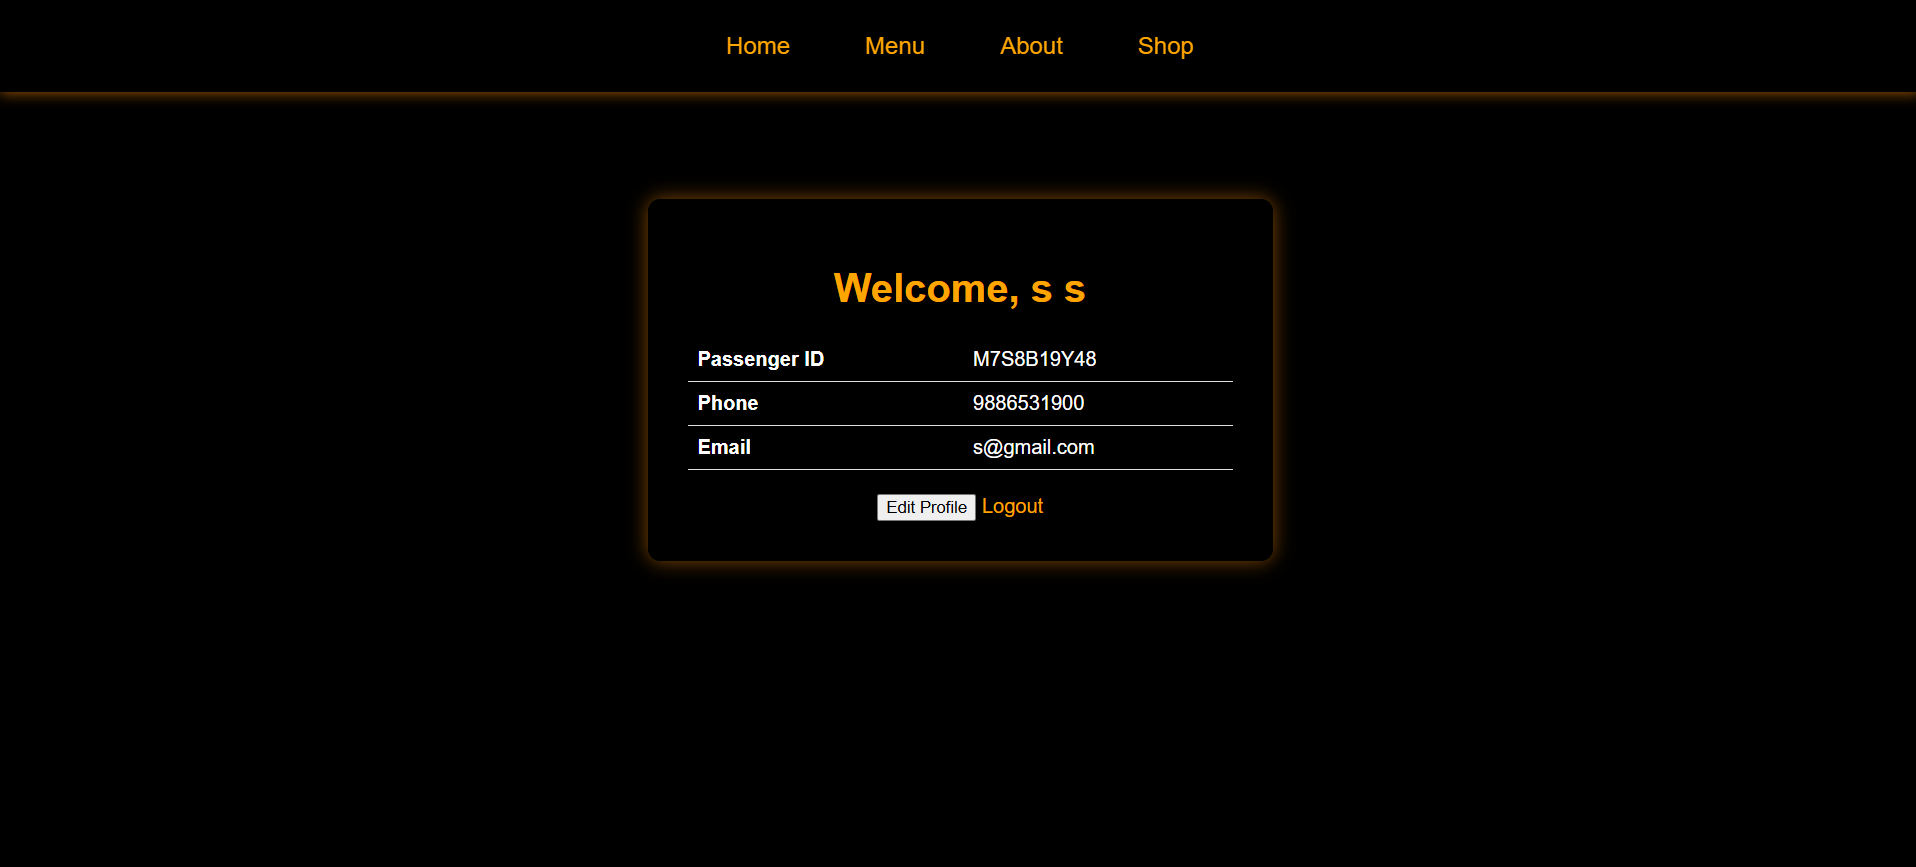 Home Menu About Shop
Welcome, s s
Passenger ID M7S8B19Y48
Phone 9886531900
Email s@gmail.com
Edit Profile Logout